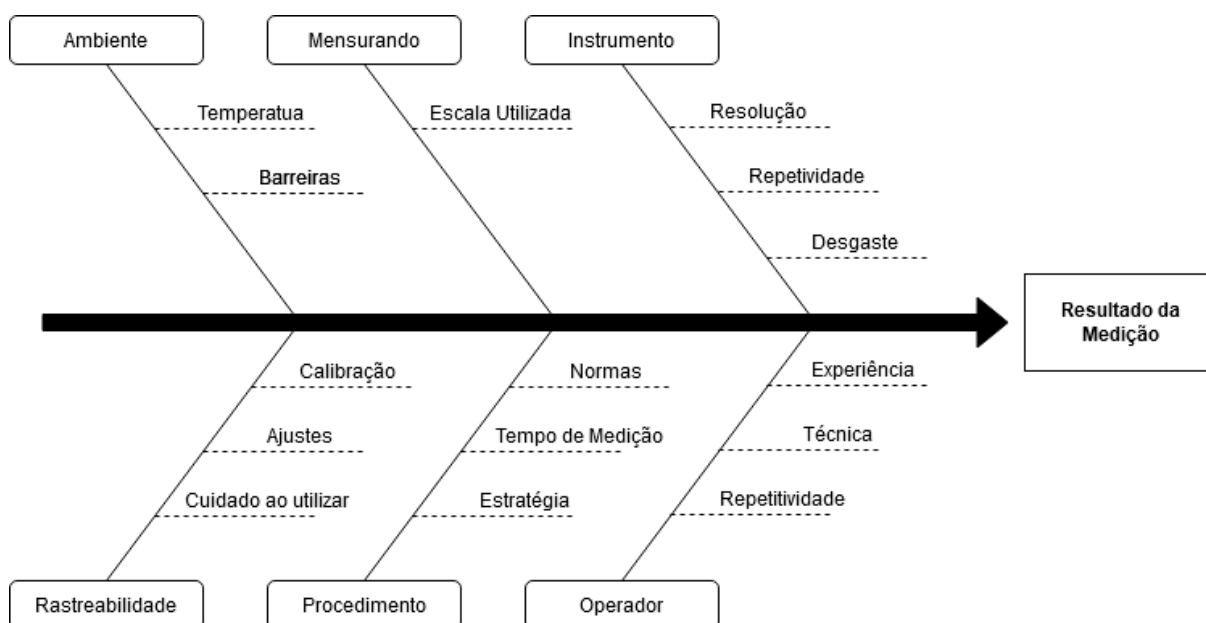 Ambiente
Mensurando
Instrumento
Temperatua
Escala Utilizada
Resolução
Barreiras
Repetividade
Desgaste
Resultado da
Medição
Calibração
Normas
Experiência
Ajustes
Tempo de Medição
Técnica
Cuidado ao utilizar
Estratégia
Repetitividade
Rastreabilidade
Procedimento
Operador